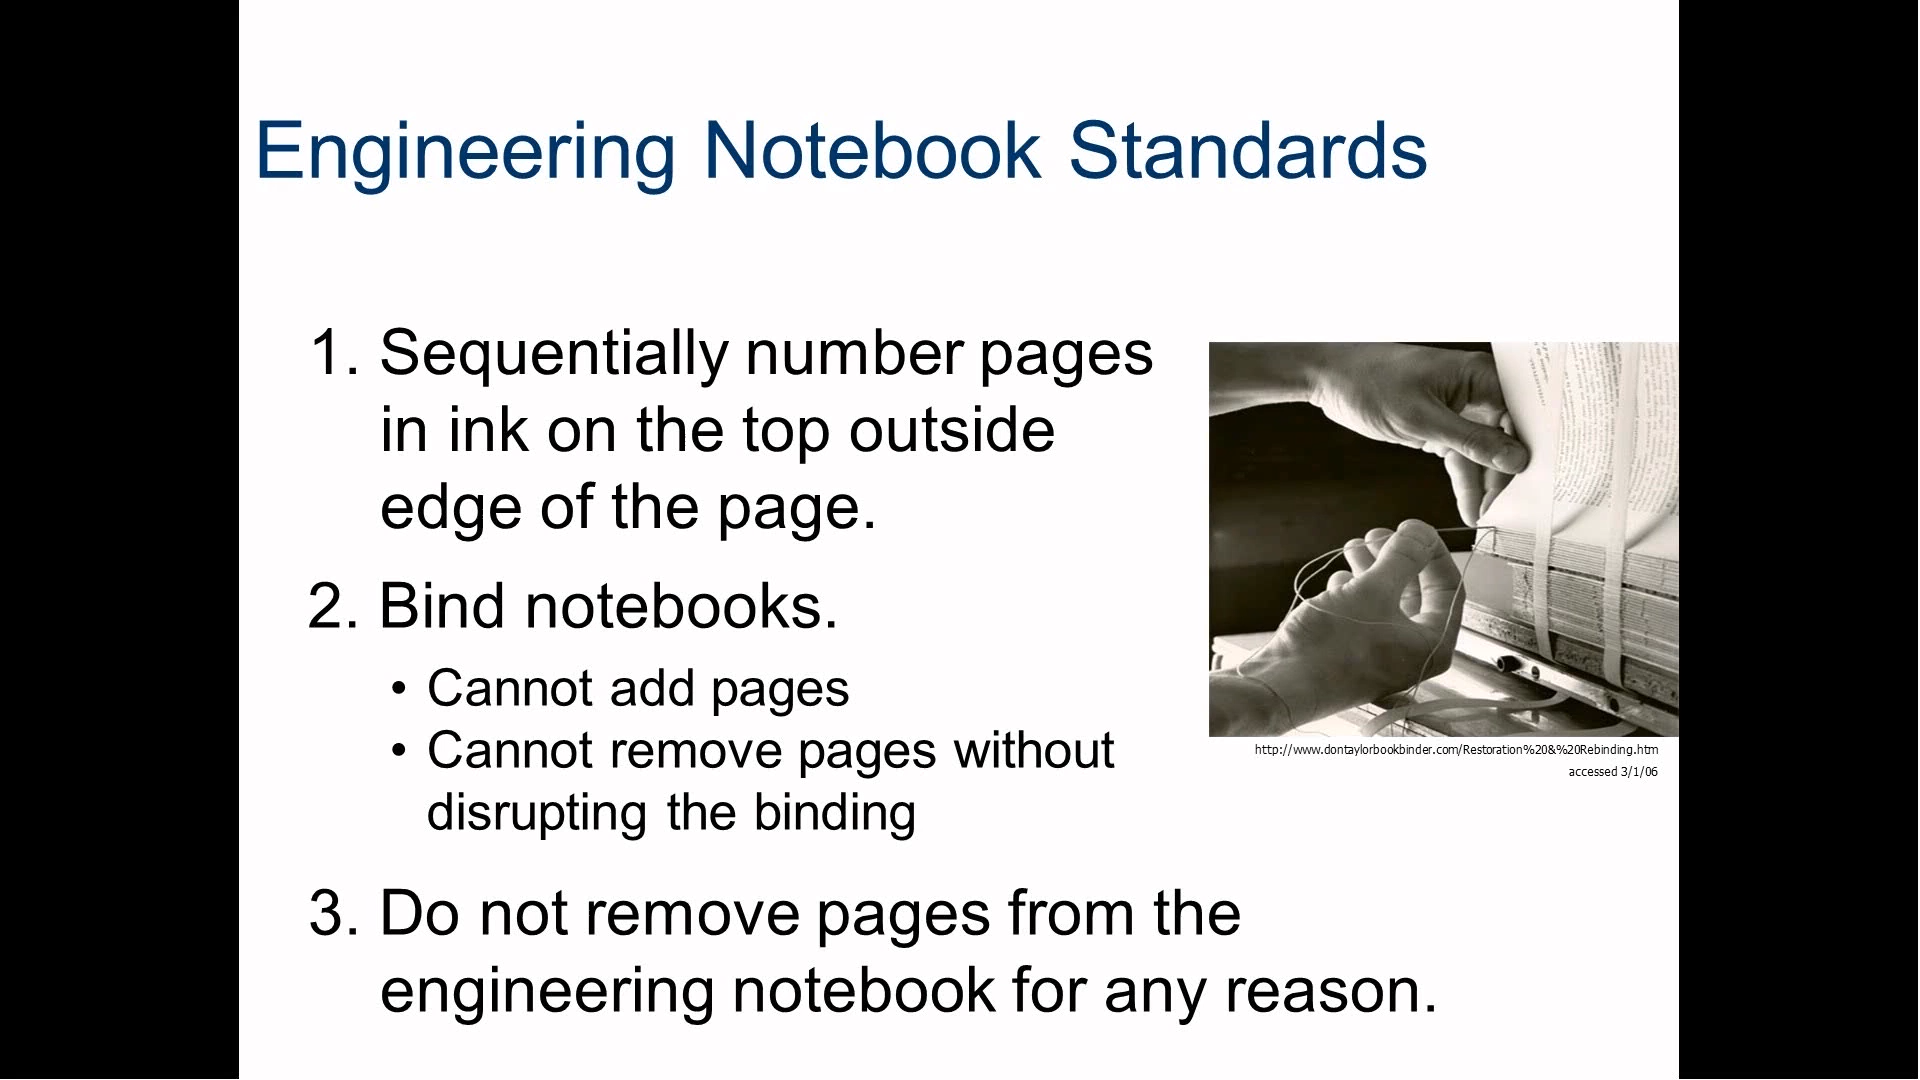 Engineering Notebook Standards
1. Sequentially number pages
in ink on the top outside
edge of the page.
2. Bind notebooks.
• Cannot add pages
• Cannot remove pages without
disrupting the binding
http://www.dontaylorbookbinder.com/Restoration%20&%20Rebinding.htm
accessed 3/1/06
3. Do not remove pages from the
engineering notebook for any reason.